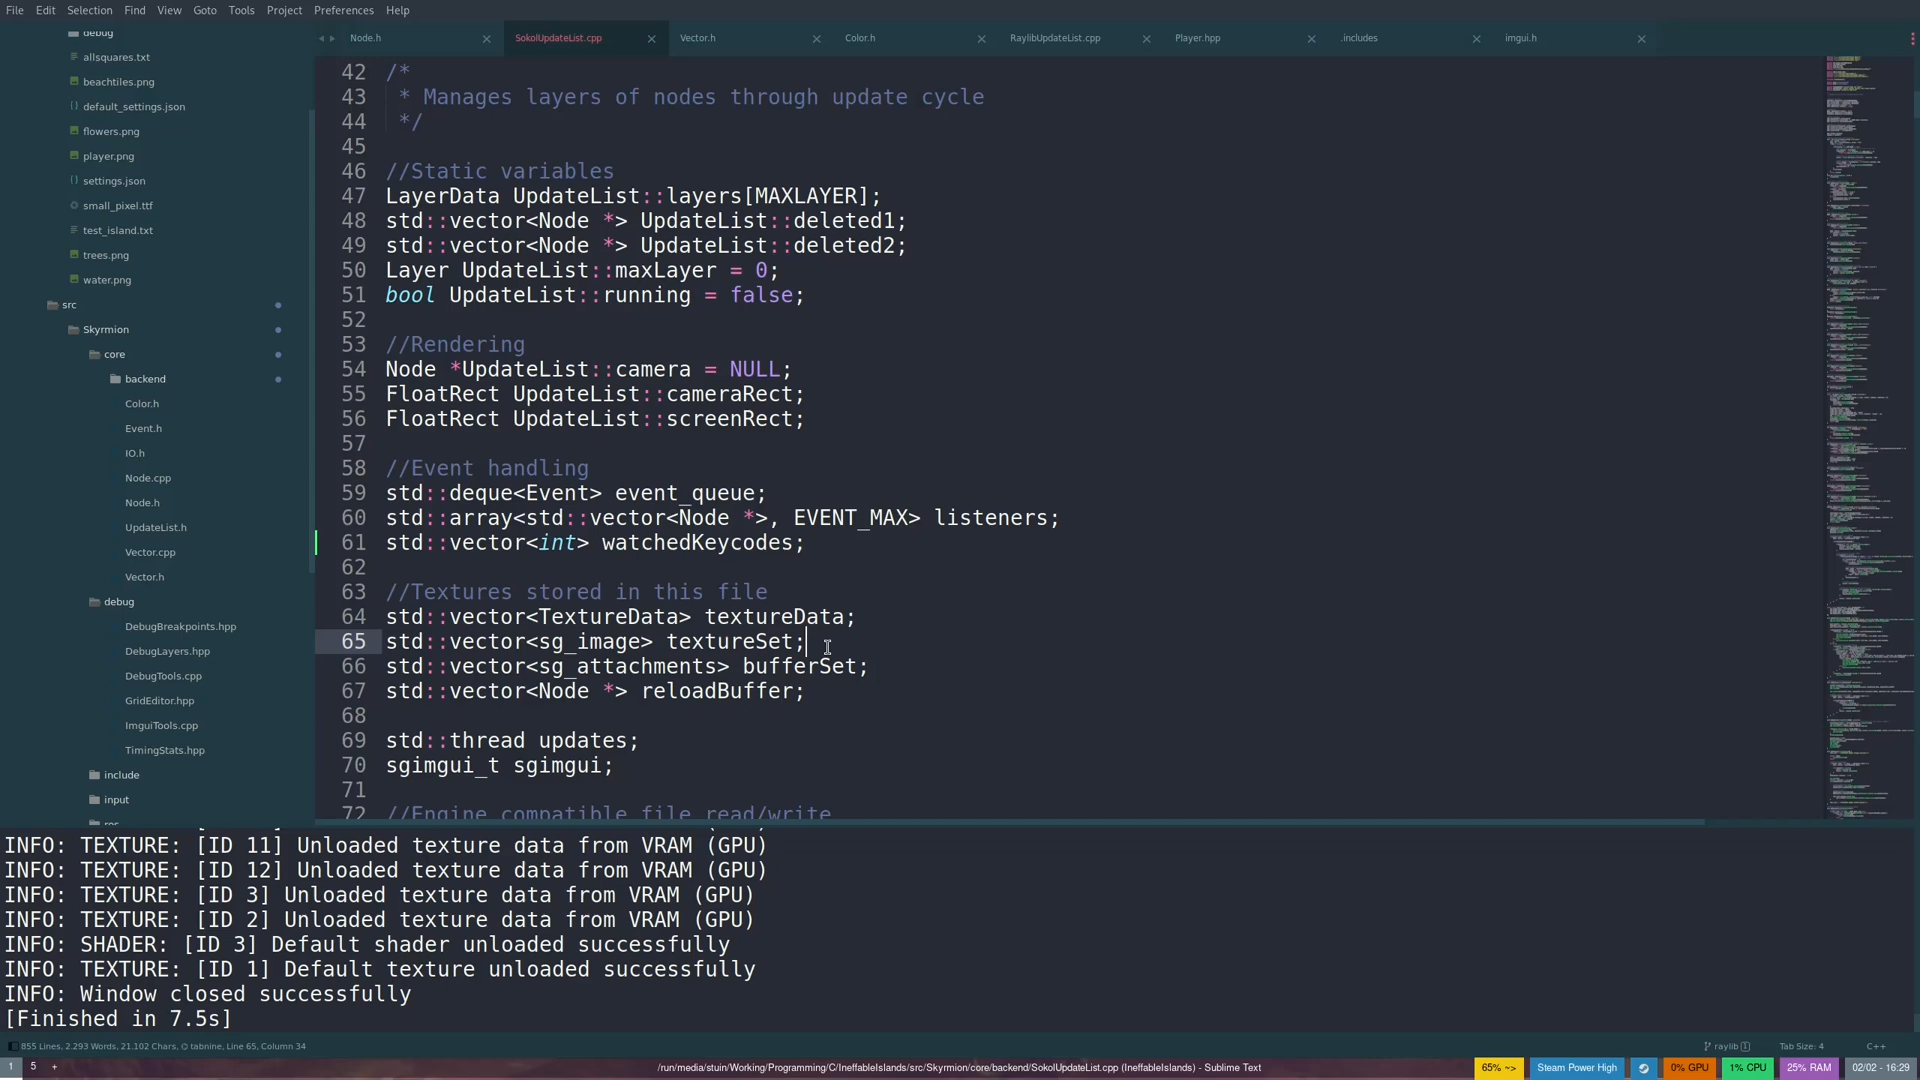 File Edit Selection Find View Goto Tools Project Preferences Help
debug
allsquares.txt
beachtiles.png
default_settings.json
flowers.png
player.png
settings.json
small_pixel.ttf
test_island.txt
trees.png
water.png
src
Skyrmion
core
backend
Color.h
Event.h
IO.h
Node.cpp
Node.h
UpdateList.h
Vector.cpp
Vector.h
debug
DebugBreakpoints.hpp
DebugLayers.hpp
DebugTools.cpp
GridEditor.hpp
ImguiTools.cpp
TimingStats.hpp
include
input
Node.h SokolUpdateList.cpp Vector.h Color.h RaylibUpdateList.cpp Player.hpp .includes imgui.h
42 /*
43 * Manages layers of nodes through update cycle
44 */
45
46 //Static variables
47 LayerData UpdateList::layers[MAXLAYER];
48 std::vector<Node *> UpdateList::deleted1;
49 std::vector<Node *> UpdateList::deleted2;
50 Layer UpdateList::maxLayer = 0;
51 bool UpdateList::running = false;
52
53 //Rendering
54 Node *UpdateList::camera = NULL;
55 FloatRect UpdateList::cameraRect;
56 FloatRect UpdateList::screenRect;
57
58 //Event handling
59 std::deque<Event> event_queue;
60 std::array<std::vector<Node *>, EVENT_MAX> listeners;
61 std::vector<int> watchedKeycodes;
62
63 //Textures stored in this file
64 std::vector<TextureData> textureData;
65 std::vector<sg_image> textureSet;
66 std::vector<sg_attachments> bufferSet;
67 std::vector<Node *> reloadBuffer;
68
69 std::thread updates;
70 sgimgui_t sgimgui;
71
72 //Engine compatible file read/write
INFO: TEXTURE: [ID 11] Unloaded texture data from VRAM (GPU)
INFO: TEXTURE: [ID 12] Unloaded texture data from VRAM (GPU)
INFO: TEXTURE: [ID 3] Unloaded texture data from VRAM (GPU)
INFO: TEXTURE: [ID 2] Unloaded texture data from VRAM (GPU)
INFO: SHADER: [ID 3] Default shader unloaded successfully
INFO: TEXTURE: [ID 1] Default texture unloaded successfully
INFO: Window closed successfully
[Finished in 7.5s]
855 Lines, 2.293 Words, 21.102 Chars, tabnine, Line 65, Column 34 raylib 1 Tab Size: 4 C++
1 5 + /run/media/stuin/Working/Programming/C/IneffableIslands/src/Skyrmion/core/backend/SokolUpdateList.cpp (IneffableIslands) - Sublime Text 65% ~> Steam Power High 0% GPU 1% CPU 25% RAM 02/02 - 16:29